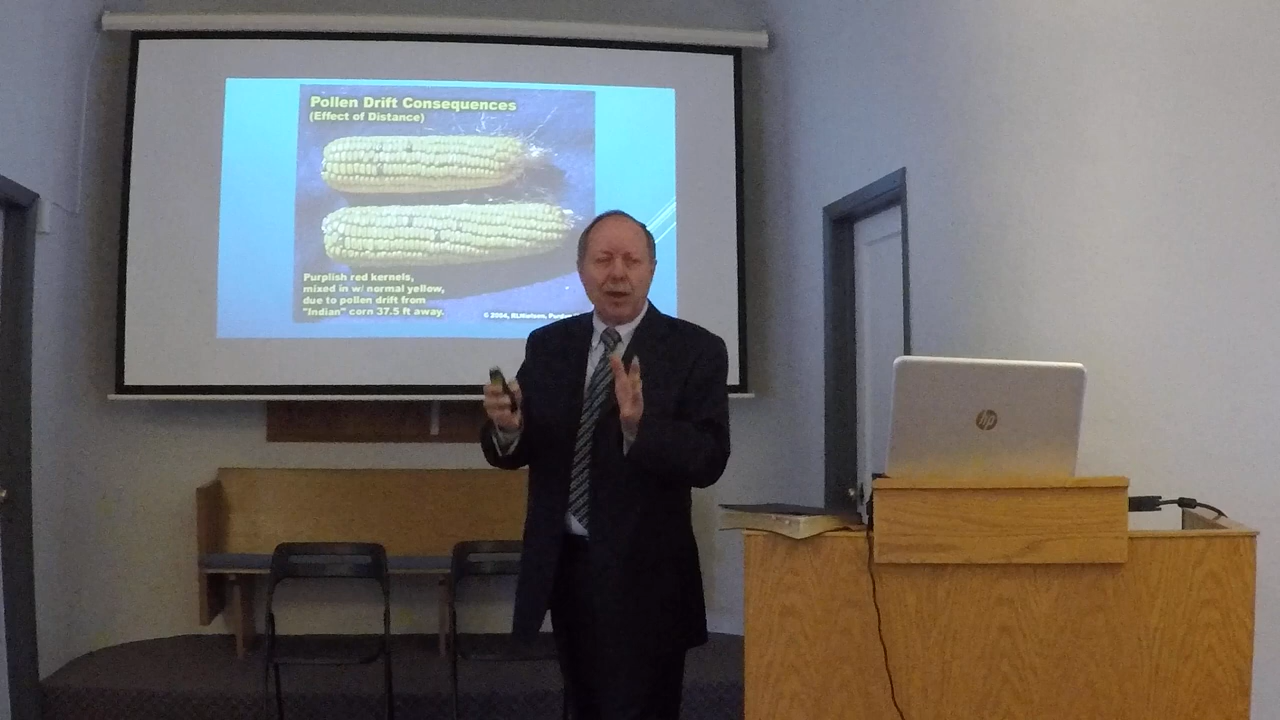 Pollen Drift Consequences
(Effect of Distance)
Purplish red kernels,
mixed in w/ normal yellow,
due to pollen drift from
"Indian" corn 37.5 ft away.
© 2004, RLNielsen, Purdue
hp